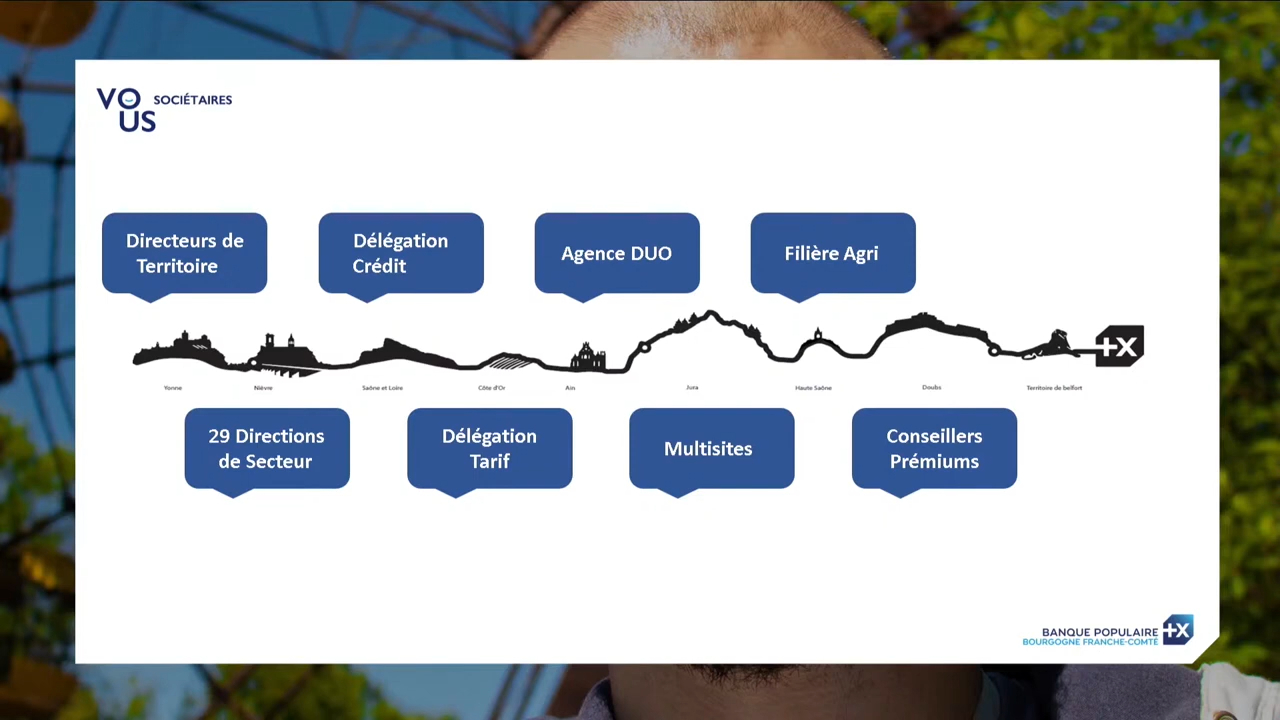 VO
US
SOCIÉTAIRES
Directeurs de
Territoire
Délégation
Crédit
Agence DUO
Filière Agri
+X
Yonne
Nièvre
Saône et Loire
Côte d'Or
Ain
Jura
Haute Saône
Doubs
Territoire de belfort
29 Directions
de Secteur
Délégation
Tarif
Multisites
Conseillers
Prémiums
BANQUE POPULAIRE
BOURGOGNE FRANCHE-COMTÉ
+X